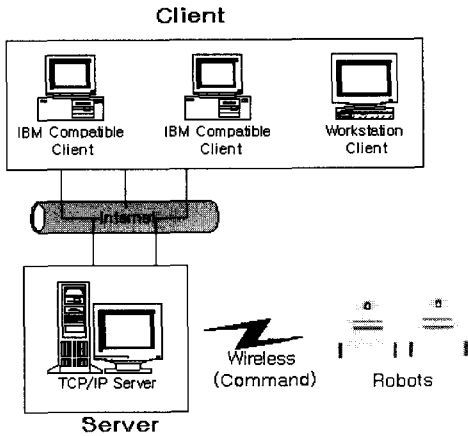 Client
IBM Compatible
Client
IBM Compatible
Client
Workstation
Client
Internet
TCP/IP Server
Wireless
(Command)
Robots
Server